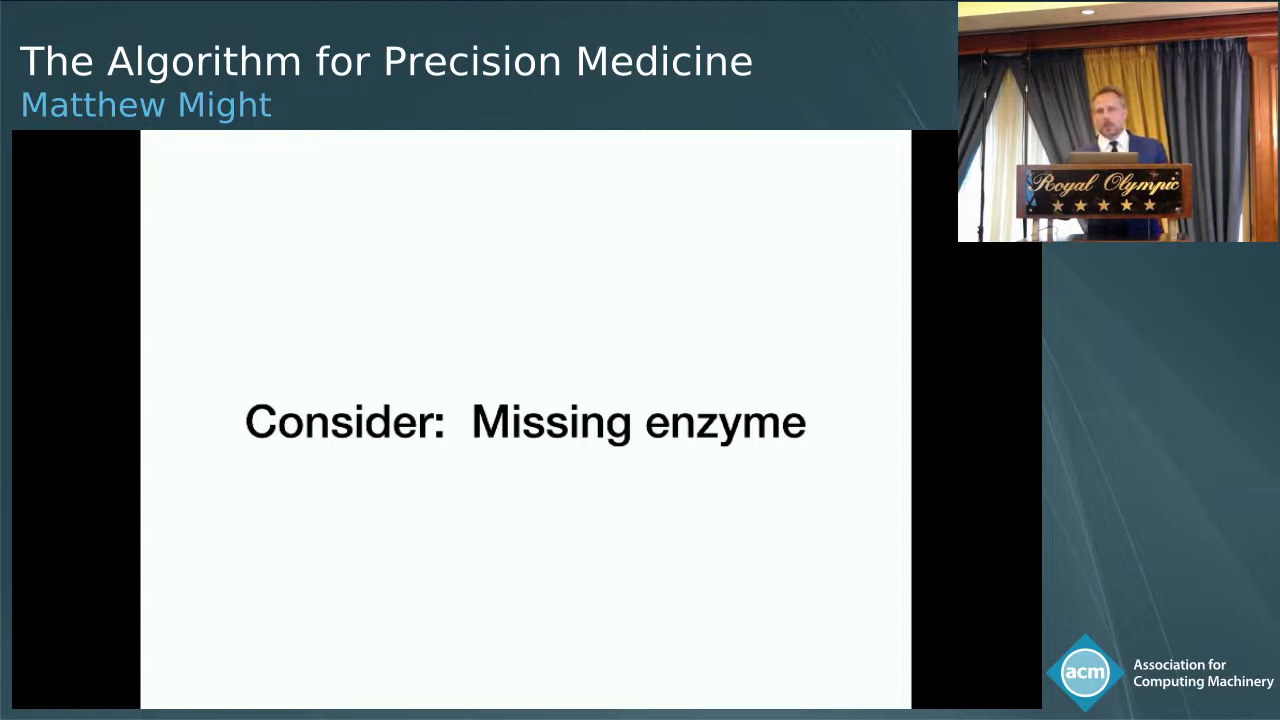 The Algorithm for Precision Medicine
Matthew Might
Royal Olympic
Consider:  Missing enzyme
acm
Association for
Computing Machinery